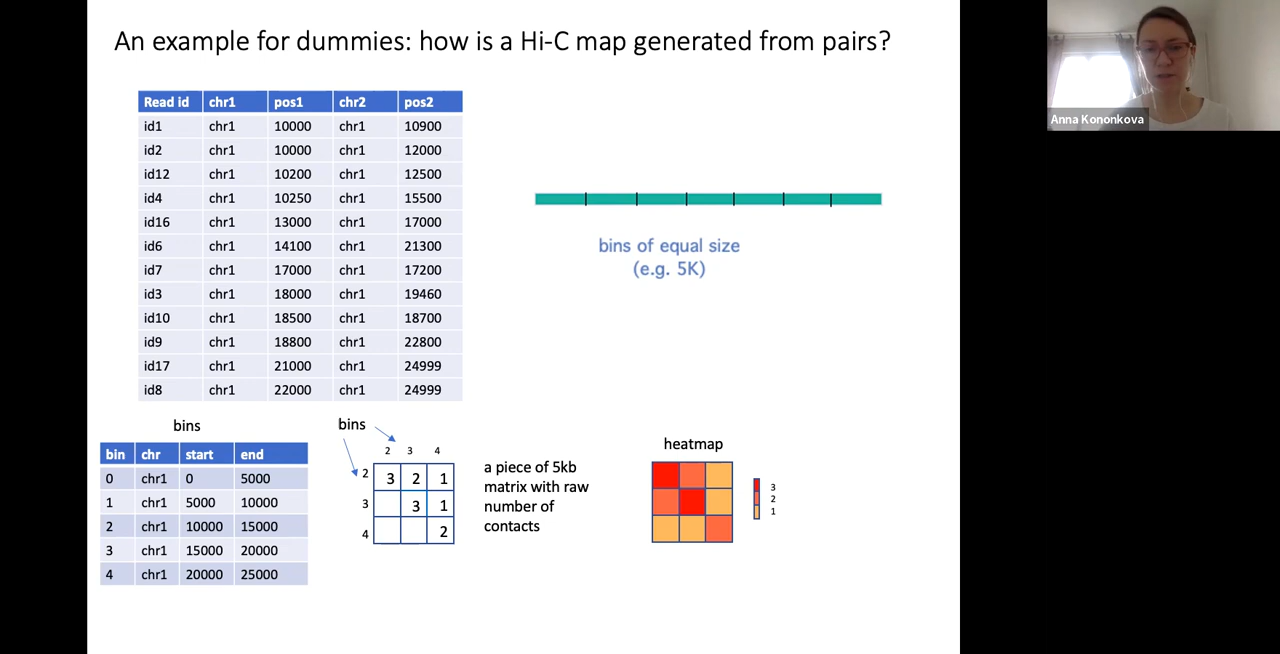 An example for dummies: how is a Hi-C map generated from pairs?
Anna Kononkova
Read id chr1 pos1 chr2 pos2
id1 chr1 10000 chr1 10900
id2 chr1 10000 chr1 12000
id12 chr1 10200 chr1 12500
id4 chr1 10250 chr1 15500
id16 chr1 13000 chr1 17000
id6 chr1 14100 chr1 21300
id7 chr1 17000 chr1 17200
id3 chr1 18000 chr1 19460
id10 chr1 18500 chr1 18700
id9 chr1 18800 chr1 22800
id17 chr1 21000 chr1 24999
id8 chr1 22000 chr1 24999
bins of equal size
(e.g. 5K)
bins
bin chr start end
0 chr1 0 5000
1 chr1 5000 10000
2 chr1 10000 15000
3 chr1 15000 20000
4 chr1 20000 25000
bins
2 3 4
2 3 2 1
3 3 1
4 2
a piece of 5kb
matrix with raw
number of
contacts
heatmap
3
2
1